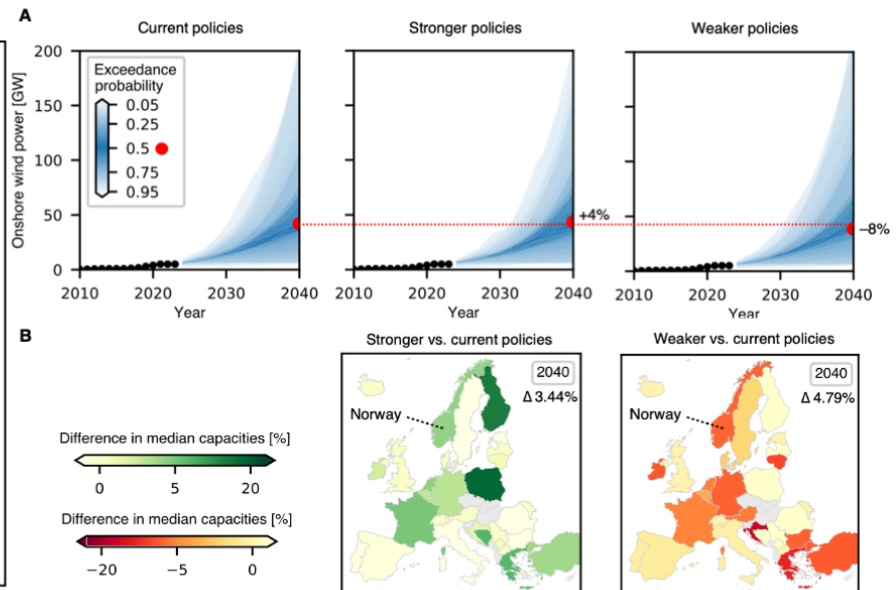 A
Current policies
Stronger policies
Weaker policies
Onshore wind power [GW]
200
150
100
50
0
Exceedance
probability
0.05
0.25
0.5
0.75
0.95
+4%
−8%
2010 2020 2030 2040
2010 2020 2030 2040
2010 2020 2030 2040
Year
Year
Year
B
Stronger vs. current policies
Weaker vs. current policies
2040
Δ 3.44%
Norway
2040
Δ 4.79%
Norway
Difference in median capacities [%]
0 5 20
Difference in median capacities [%]
−20 −5 0